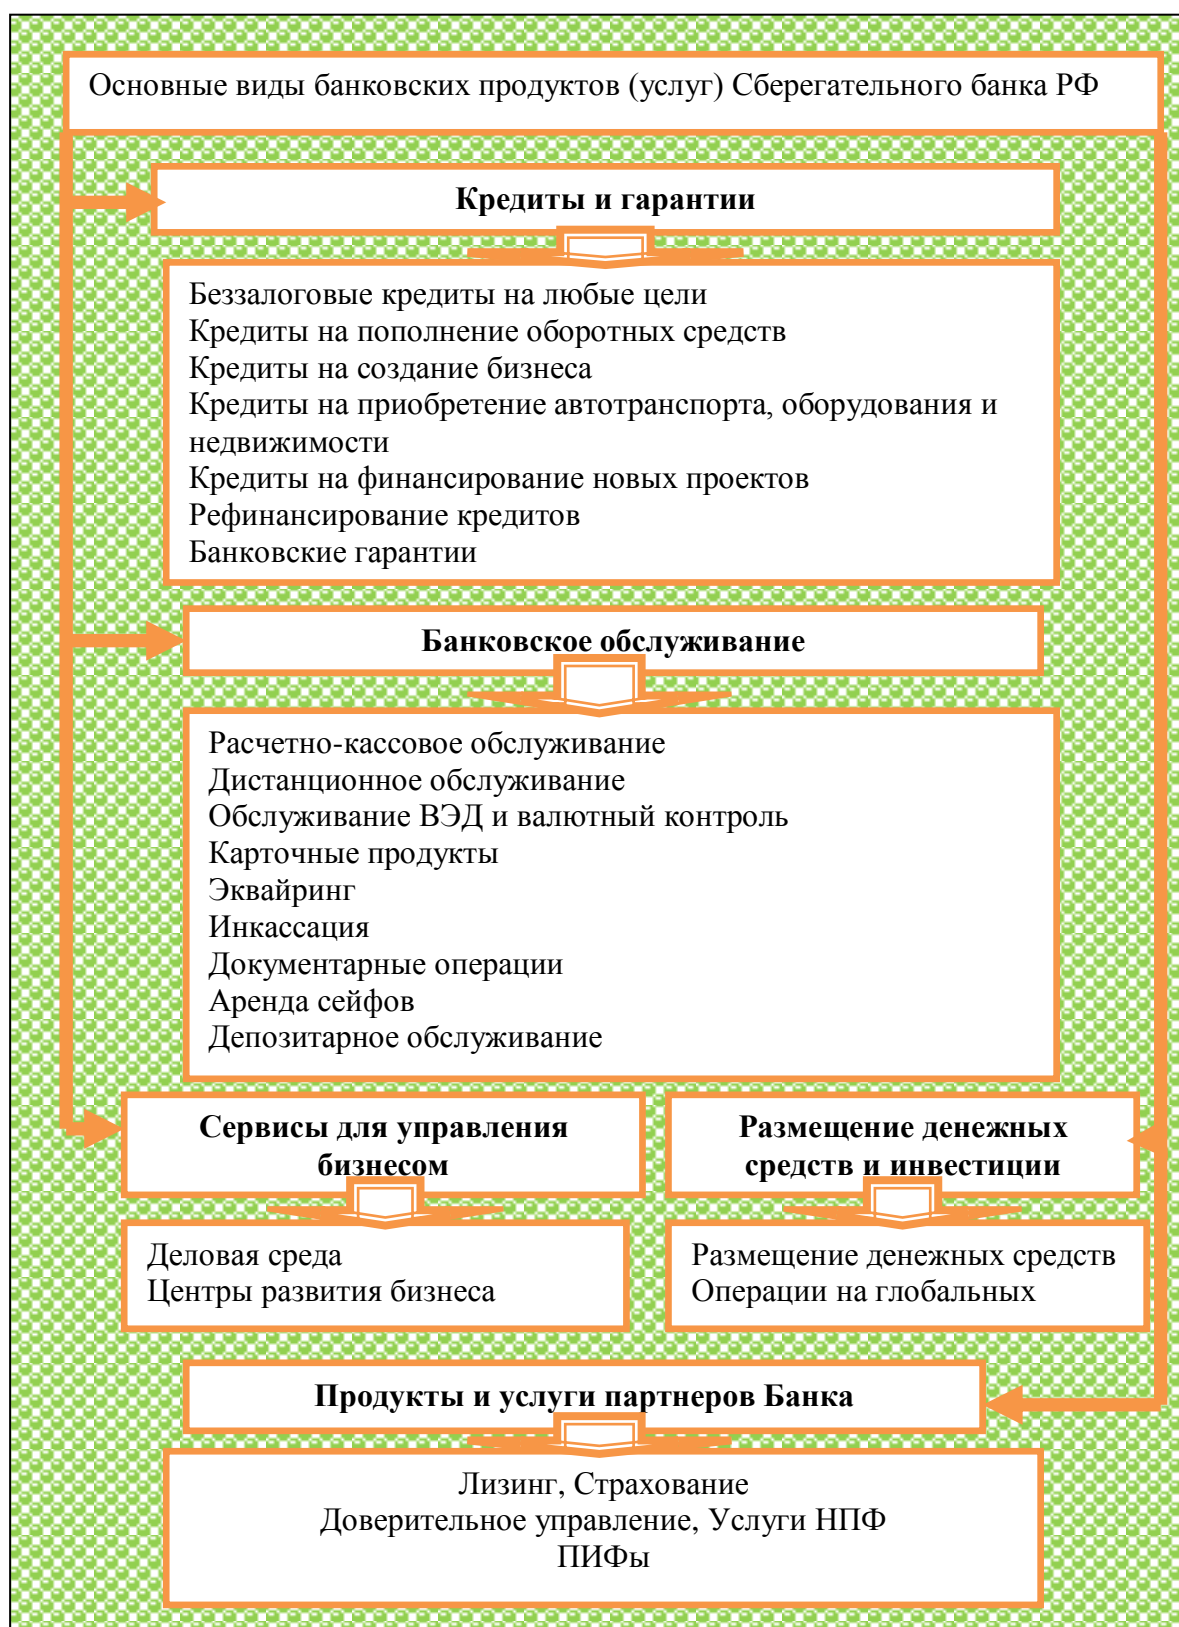 Основные виды банковских продуктов (услуг) Сберегательного банка РФ
Кредиты и гарантии
Беззалоговые кредиты на любые цели
Кредиты на пополнение оборотных средств
Кредиты на создание бизнеса
Кредиты на приобретение автотранспорта, оборудования и
недвижимости
Кредиты на финансирование новых проектов
Рефинансирование кредитов
Банковские гарантии
Банковское обслуживание
Расчетно-кассовое обслуживание
Дистанционное обслуживание
Обслуживание ВЭД и валютный контроль
Карточные продукты
Эквайринг
Инкассация
Документарные операции
Аренда сейфов
Депозитарное обслуживание
Сервисы для управления
бизнесом
Деловая среда
Центры развития бизнеса
Размещение денежных
средств и инвестиции
Размещение денежных средств
Операции на глобальных
Продукты и услуги партнеров Банка
Лизинг, Страхование
Доверительное управление, Услуги НПФ
ПИФы